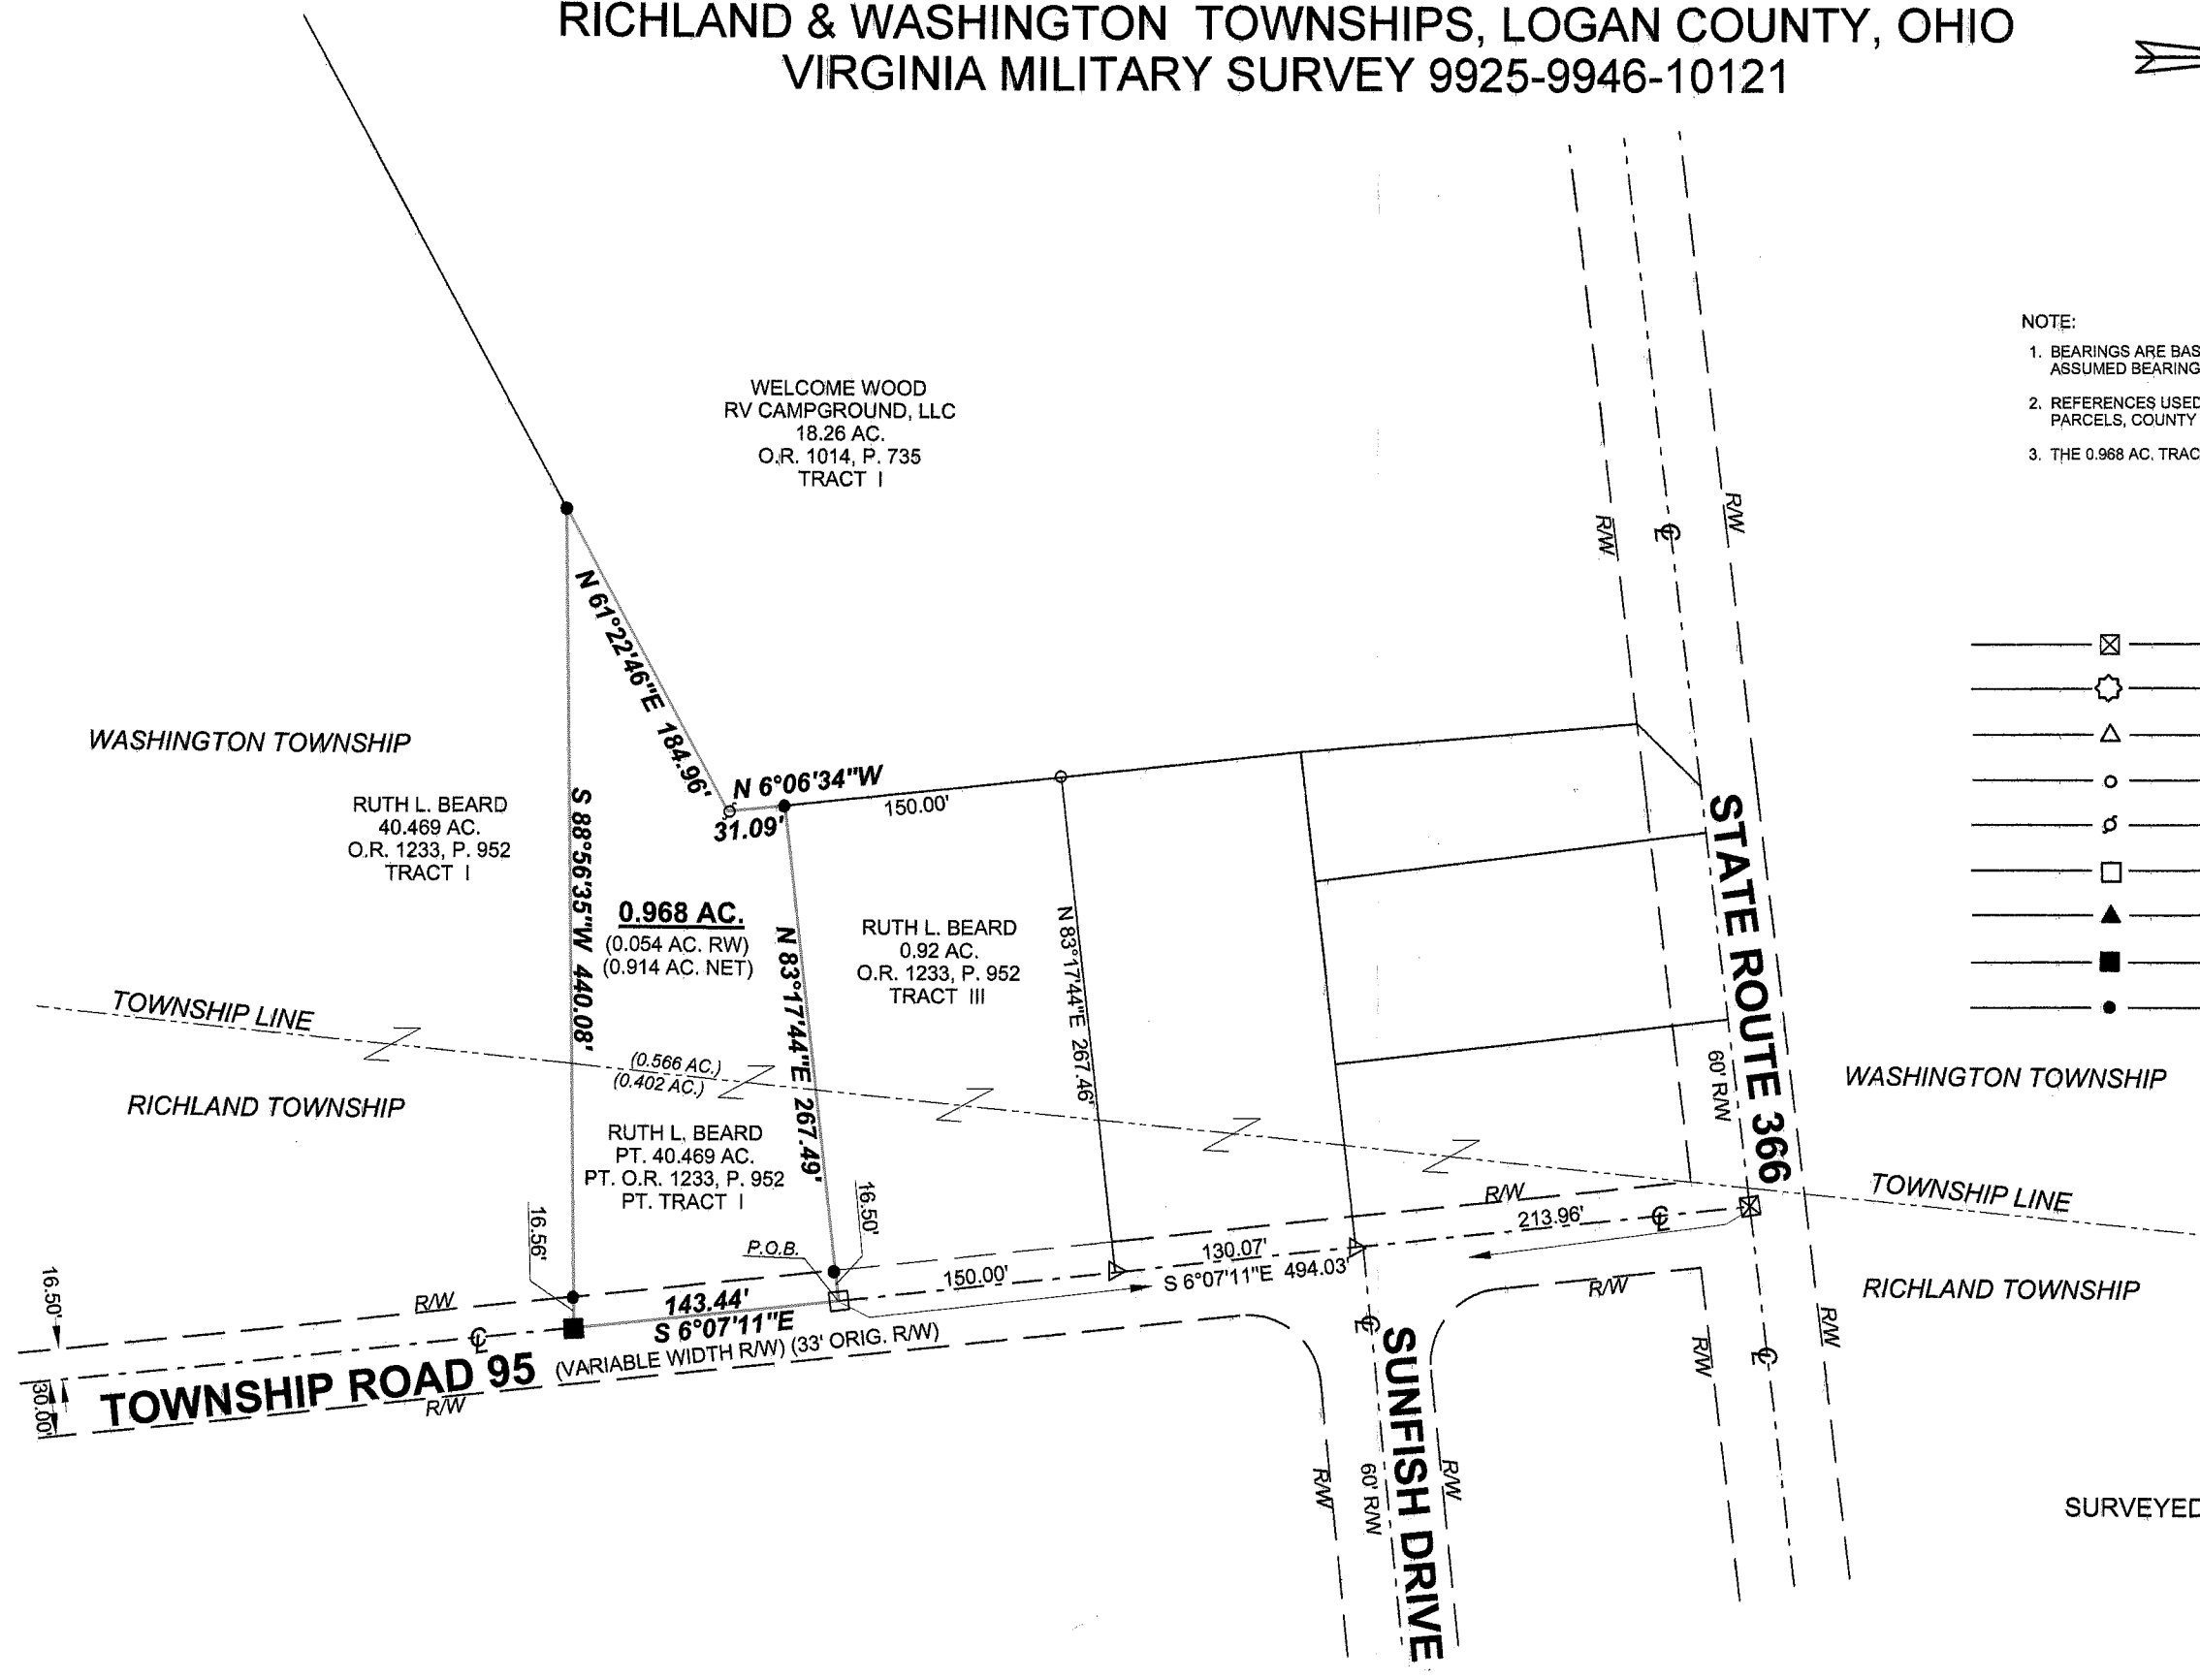 RICHLAND & WASHINGTON TOWNSHIPS, LOGAN COUNTY, OHIO
VIRGINIA MILITARY SURVEY 9925-9946-10121
NOTE:
1. BEARINGS ARE BAS
ASSUMED BEARING
2. REFERENCES USED
PARCELS, COUNTY
3. THE 0.968 AC. TRAC
WELCOME WOOD
RV CAMPGROUND, LLC
18.26 AC.
O.R. 1014, P. 735
TRACT I
R/W
R/W
℄
N 61°22'46"E 184.96'
N 6°06'34"W
31.09'
150.00'
WASHINGTON TOWNSHIP
RUTH L. BEARD
40.469 AC.
O.R. 1233, P. 952
TRACT I
S 88°56'35"W 440.08'
0.968 AC.
(0.054 AC. RW)
(0.914 AC. NET)
N 83°17'44"E 267.49'
RUTH L. BEARD
0.92 AC.
O.R. 1233, P. 952
TRACT III
N 83°17'44"E 267.46'
STATE ROUTE 366
60' R/W
TOWNSHIP LINE
(0.566 AC.)
(0.402 AC.)
RICHLAND TOWNSHIP
WASHINGTON TOWNSHIP
RUTH L. BEARD
PT. 40.469 AC.
PT. O.R. 1233, P. 952
PT. TRACT I
TOWNSHIP LINE
16.56'
16.50'
P.O.B.
R/W
213.96'
℄
130.07'
150.00'
S 6°07'11"E 494.03'
RICHLAND TOWNSHIP
16.50'
R/W
143.44'
S 6°07'11"E
℄
30.00'
TOWNSHIP ROAD 95
(VARIABLE WIDTH R/W) (33' ORIG. R/W)
R/W
R/W
℄
SUNFISH DRIVE
60' R/W
R/W
R/W
R/W
℄
R/W
SURVEYED